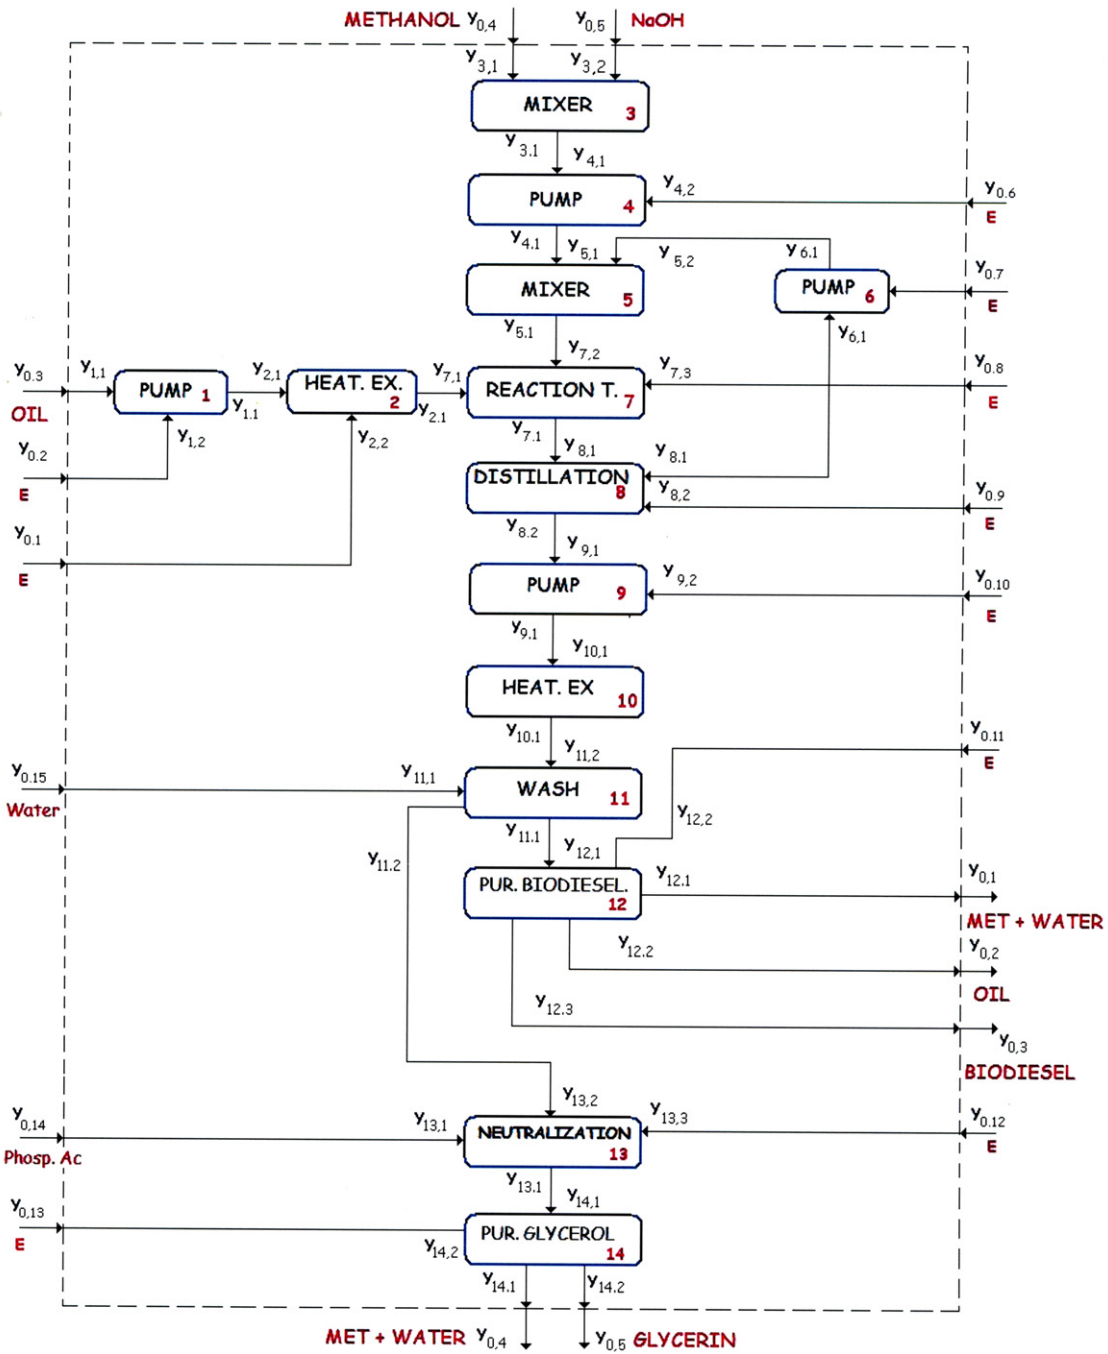 METHANOL y0,4 y0,5 NaOH
y3,1 y3,2
MIXER 3
y3.1 y4,1
PUMP 4 y4,2 y0.6
E
y4.1 y5,1 y5,2 y6.1
MIXER 5 PUMP 6 y0.7
E
y5.1 y6,1
y7,2
y0.3 y1,1 y2,1 y7,1 y7,3 y0.8
PUMP 1 HEAT. EX. 2 REACTION T. 7
OIL y1.1 y2.1 E
y1,2 y2,2 y7.1 y8,1
y0.2 y8.1
E DISTILLATION 8 y8,2 y0.9
E
y0.1 y8.2 y9,1
E
PUMP 9 y9,2 y0.10
E
y9.1 y10,1
HEAT. EX 10
y10.1 y11,2 y0.11
E
y0.15 y11,1 WASH 11
Water
y11.1 y12,1 y12,2
y11.2
PUR. BIODIESEL. 12 y12.1 y0,1
MET + WATER
y12.2 y0,2
OIL
y12.3 y0,3
BIODIESEL
y13,2
y0,14 y13,1 NEUTRALIZATION 13 y13,3 y0.12
Phosp. Ac E
y13.1 y14,1
y0,13 PUR. GLYCEROL 14
E y14,2
y14.1 y14.2
MET + WATER y0,4 y0,5 GLYCERIN